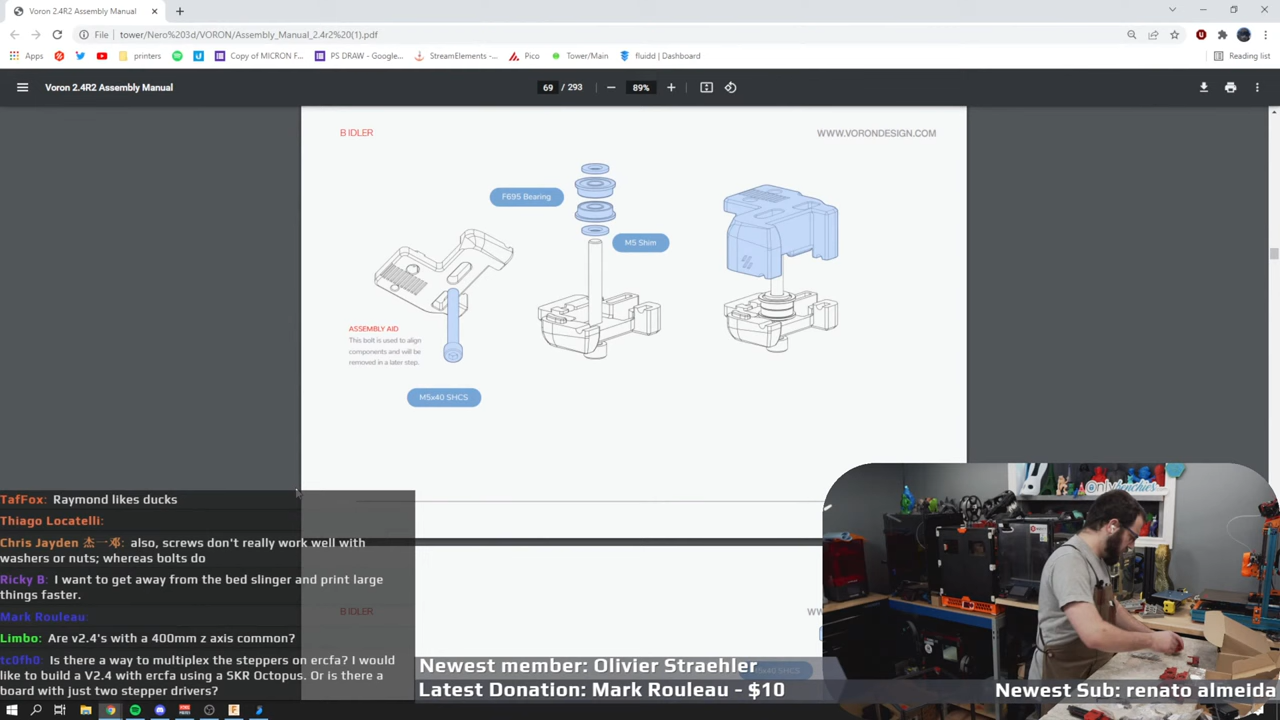 Voron 2.4R2 Assembly Manual
File
tower/Nero%203d/VORON/Assembly_Manual_2.4r2%20(1).pdf
Apps
printers
Copy of MICRON F...
PS DRAW - Google...
StreamElements -...
Pico
Tower/Main
fluidd | Dashboard
Reading list
Voron 2.4R2 Assembly Manual
69 / 293
89%
B IDLER
WWW.VORONDESIGN.COM
F695 Bearing
M5 Shim
ASSEMBLY AID
This bolt is used to align
components and will be
removed in a later step.
M5x40 SHCS
@onlybenchies
TafFox: Raymond likes ducks
Thiago Locatelli:
Chris Jayden 杰一邓: also, screws don't really work well with
washers or nuts; whereas bolts do
Ricky B: I want to get away from the bed slinger and print large
things faster.
B IDLER
Mark Rouleau:
Limbo: Are v2.4's with a 400mm z axis common?
tc0fh0: Is there a way to multiplex the steppers on ercfa? I would
like to build a V2.4 with ercfa using a SKR Octopus. Or is there a
board with just two stepper drivers?
Newest member: Olivier Straehler
Latest Donation: Mark Rouleau - $10
Newest Sub: renato almeida